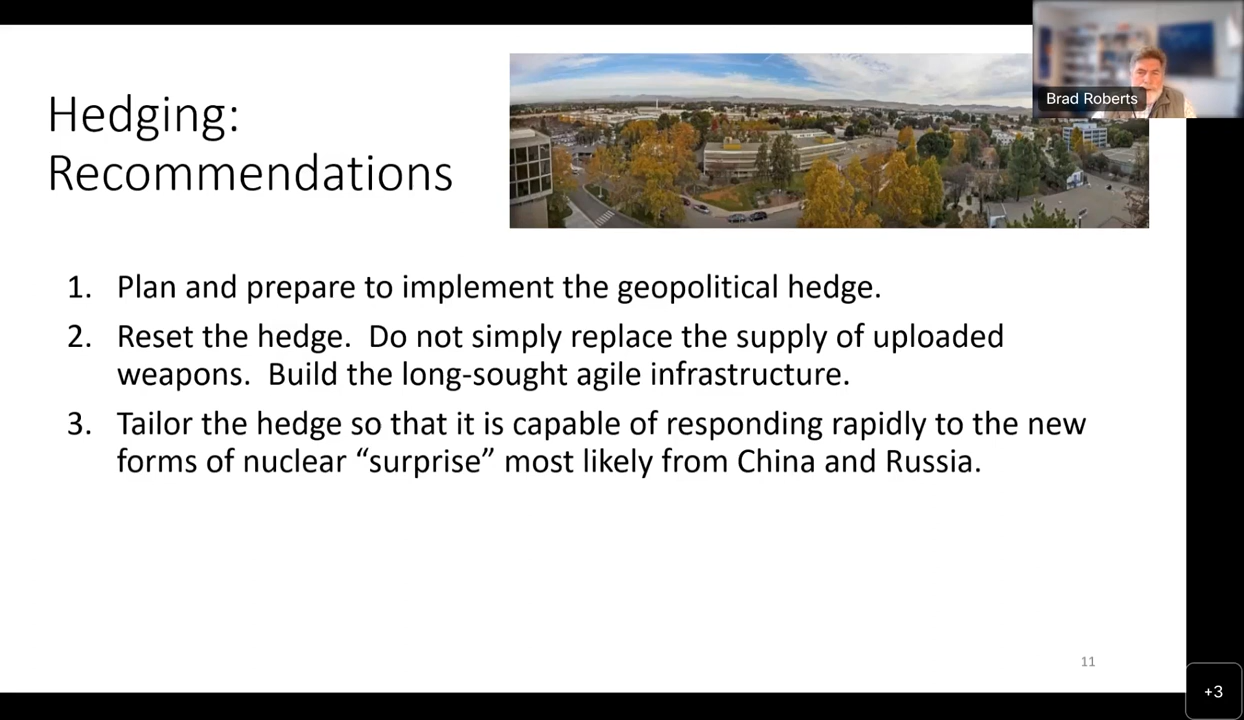 Brad Roberts
Hedging:
Recommendations
1. Plan and prepare to implement the geopolitical hedge.
2. Reset the hedge.  Do not simply replace the supply of uploaded
weapons.  Build the long-sought agile infrastructure.
3. Tailor the hedge so that it is capable of responding rapidly to the new
forms of nuclear “surprise” most likely from China and Russia.
11
+3